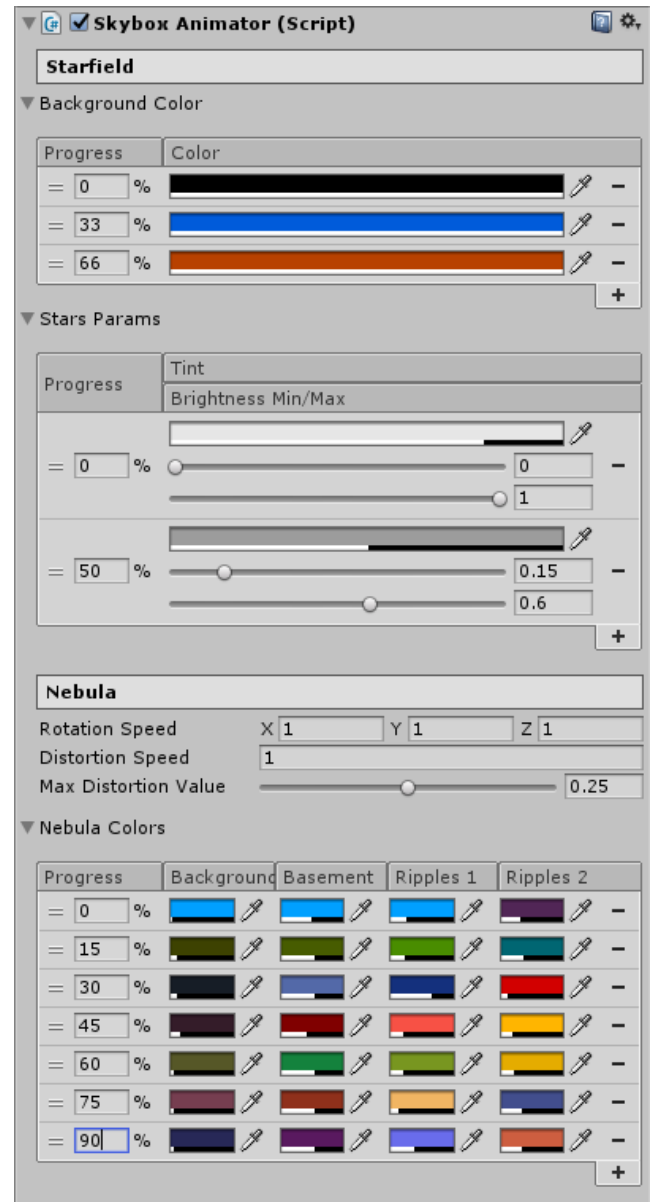 Skybox Animator (Script)
Starfield
Background Color
Progress Color
0 %
33 %
66 %
+
Stars Params
Progress
Tint
Brightness Min/Max
0 %
0
1
50 %
0.15
0.6
+
Nebula
Rotation Speed X 1 Y 1 Z 1
Distortion Speed 1
Max Distortion Value 0.25
Nebula Colors
Progress Background Basement Ripples 1 Ripples 2
0 %
15 %
30 %
45 %
60 %
75 %
90 %
+